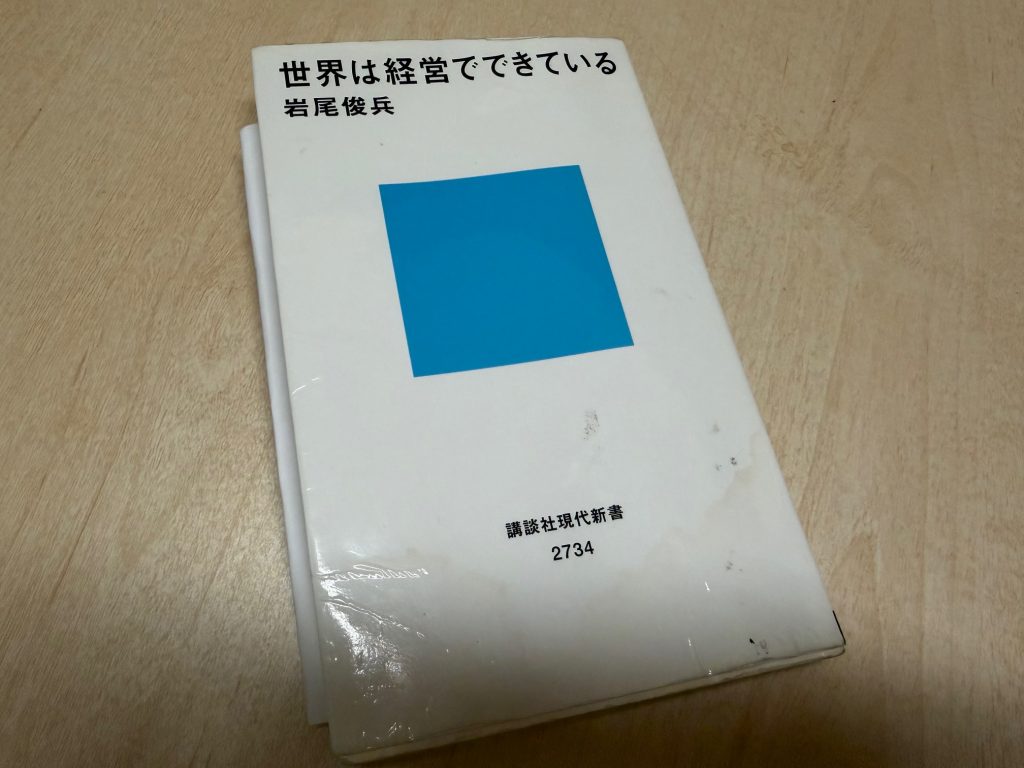 世界は経営でできている
岩尾俊兵
講談社現代新書
2734